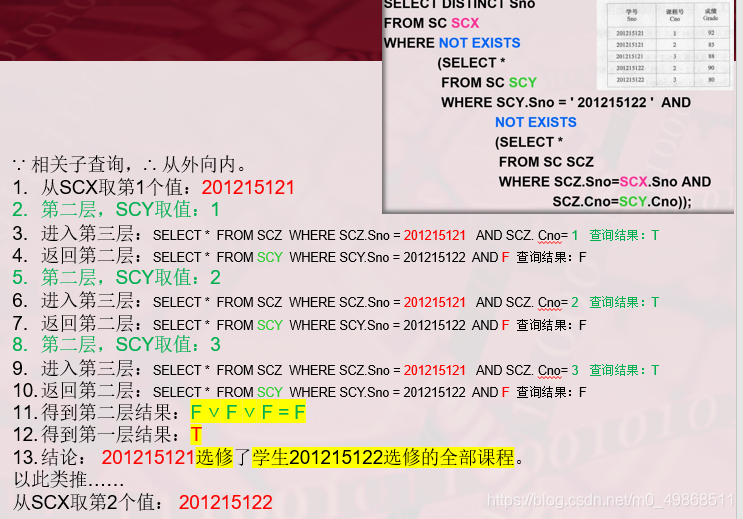 SELECT DISTINCT Sno
FROM SC SCX
WHERE NOT EXISTS
(SELECT *
FROM SC SCY
WHERE SCY.Sno = ' 201215122 ' AND
NOT EXISTS
(SELECT *
FROM SC SCZ
WHERE SCZ.Sno=SCX.Sno AND
SCZ.Cno=SCY.Cno));
学号 课程号 成绩
Sno Cno Grade
201215121 1 92
201215121 2 85
201215121 3 88
201215122 2 90
201215122 3 80
∵ 相关子查询，∴ 从外向内。
1. 从SCX取第1个值：201215121
2. 第二层，SCY取值：1
3. 进入第三层：SELECT * FROM SCZ WHERE SCZ.Sno = 201215121 AND SCZ. Cno= 1 查询结果：T
4. 返回第二层：SELECT * FROM SCY WHERE SCY.Sno = 201215122 AND F 查询结果：F
5. 第二层，SCY取值：2
6. 进入第三层：SELECT * FROM SCZ WHERE SCZ.Sno = 201215121 AND SCZ. Cno= 2 查询结果：T
7. 返回第二层：SELECT * FROM SCY WHERE SCY.Sno = 201215122 AND F 查询结果：F
8. 第二层，SCY取值：3
9. 进入第三层：SELECT * FROM SCZ WHERE SCZ.Sno = 201215121 AND SCZ. Cno= 3 查询结果：T
10. 返回第二层：SELECT * FROM SCY WHERE SCY.Sno = 201215122 AND F 查询结果：F
11. 得到第二层结果：F ∨ F ∨ F = F
12. 得到第一层结果：T
13. 结论： 201215121选修了学生201215122选修的全部课程。
以此类推……
从SCX取第2个值： 201215122
https://blog.csdn.net/m0_49868511